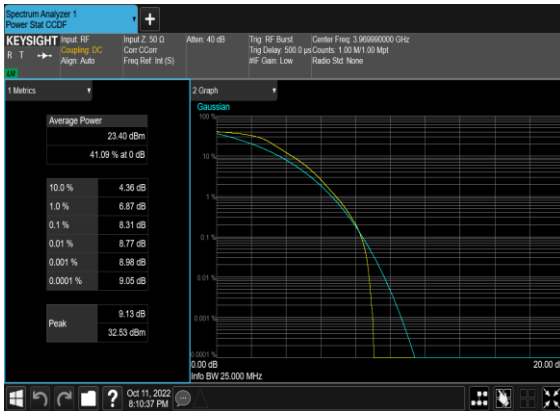 Spectrum Analyzer 1
Power Stat CCDF
KEYSIGHT
R T
LXI
Input: RF
Coupling: DC
Align: Auto
Input Z: 50 Ω
Corr CCorr
Freq Ref: Int (S)
Atten: 40 dB
Trig: RF Burst
Trig Delay: 500.0 µs
#IF Gain: Low
Center Freq: 3.969990000 GHz
Counts: 1.00 M/1.00 Mpt
Radio Std: None
1 Metrics
Average Power
23.40 dBm
41.09 % at 0 dB
10.0 % 4.36 dB
1.0 % 6.87 dB
0.1 % 8.31 dB
0.01 % 8.77 dB
0.001 % 8.98 dB
0.0001 % 9.05 dB
Peak
9.13 dB
32.53 dBm
2 Graph
Gaussian
100 %
10 %
1 %
0.1 %
0.01 %
0.001 %
0.0001 %
0.00 dB
20.00 d
Info BW 25.000 MHz
?
Oct 11, 2022
8:10:37 PM